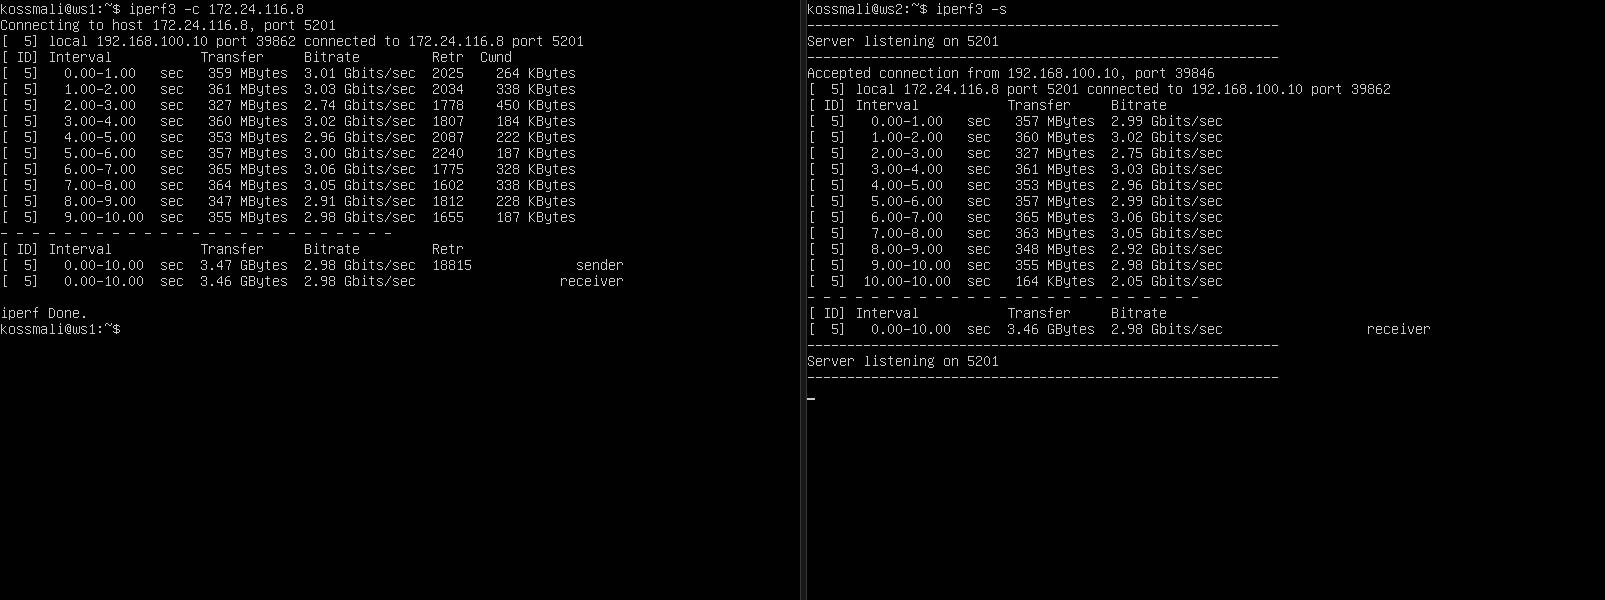 kossmali@ws1:~$ iperf3 -c 172.24.116.8
Connecting to host 172.24.116.8, port 5201
[  5] local 192.168.100.10 port 39862 connected to 172.24.116.8 port 5201
[ ID] Interval           Transfer     Bitrate         Retr  Cwnd
[  5]   0.00-1.00   sec   359 MBytes  3.01 Gbits/sec  2025    264 KBytes
[  5]   1.00-2.00   sec   361 MBytes  3.03 Gbits/sec  2034    338 KBytes
[  5]   2.00-3.00   sec   327 MBytes  2.74 Gbits/sec  1778    450 KBytes
[  5]   3.00-4.00   sec   360 MBytes  3.02 Gbits/sec  1807    184 KBytes
[  5]   4.00-5.00   sec   353 MBytes  2.96 Gbits/sec  2087    222 KBytes
[  5]   5.00-6.00   sec   357 MBytes  3.00 Gbits/sec  2240    187 KBytes
[  5]   6.00-7.00   sec   365 MBytes  3.06 Gbits/sec  1775    328 KBytes
[  5]   7.00-8.00   sec   364 MBytes  3.05 Gbits/sec  1602    338 KBytes
[  5]   8.00-9.00   sec   347 MBytes  2.91 Gbits/sec  1812    228 KBytes
[  5]   9.00-10.00  sec   355 MBytes  2.98 Gbits/sec  1655    187 KBytes
- - - - - - - - - - - - - - - - - - - - - - - - -
[ ID] Interval           Transfer     Bitrate         Retr
[  5]   0.00-10.00  sec  3.47 GBytes  2.98 Gbits/sec  18815             sender
[  5]   0.00-10.00  sec  3.46 GBytes  2.98 Gbits/sec                  receiver

iperf Done.
kossmali@ws1:~$
kossmali@ws2:~$ iperf3 -s
-----------------------------------------------------------
Server listening on 5201
-----------------------------------------------------------
Accepted connection from 192.168.100.10, port 39846
[  5] local 172.24.116.8 port 5201 connected to 192.168.100.10 port 39862
[ ID] Interval           Transfer     Bitrate
[  5]   0.00-1.00   sec   357 MBytes  2.99 Gbits/sec
[  5]   1.00-2.00   sec   360 MBytes  3.02 Gbits/sec
[  5]   2.00-3.00   sec   327 MBytes  2.75 Gbits/sec
[  5]   3.00-4.00   sec   361 MBytes  3.03 Gbits/sec
[  5]   4.00-5.00   sec   353 MBytes  2.96 Gbits/sec
[  5]   5.00-6.00   sec   357 MBytes  2.99 Gbits/sec
[  5]   6.00-7.00   sec   365 MBytes  3.06 Gbits/sec
[  5]   7.00-8.00   sec   363 MBytes  3.05 Gbits/sec
[  5]   8.00-9.00   sec   348 MBytes  2.92 Gbits/sec
[  5]   9.00-10.00  sec   355 MBytes  2.98 Gbits/sec
[  5]  10.00-10.00  sec   164 KBytes  2.05 Gbits/sec
- - - - - - - - - - - - - - - - - - - - - - - - -
[ ID] Interval           Transfer     Bitrate
[  5]   0.00-10.00  sec  3.46 GBytes  2.98 Gbits/sec                  receiver
-----------------------------------------------------------
Server listening on 5201
-----------------------------------------------------------